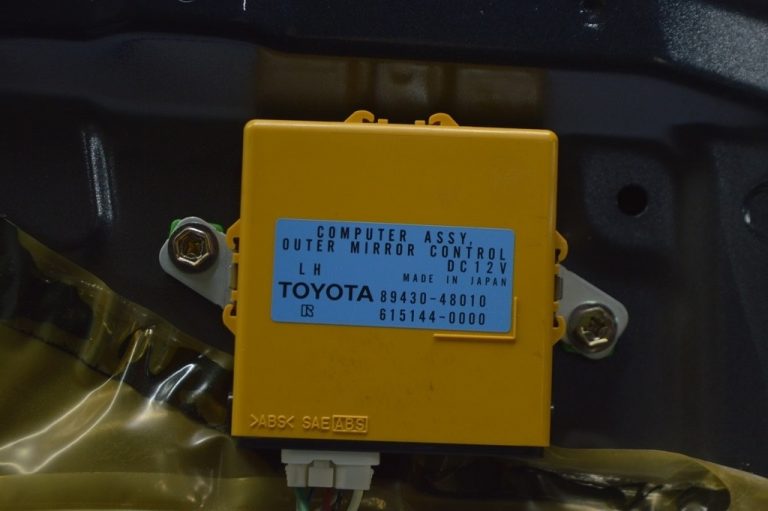 COMPUTER ASSY,
OUTER MIRROR CONTROL
LH DC12V
MADE IN JAPAN
TOYOTA 89430-48010
615144-0000
>ABS< SAE ABS